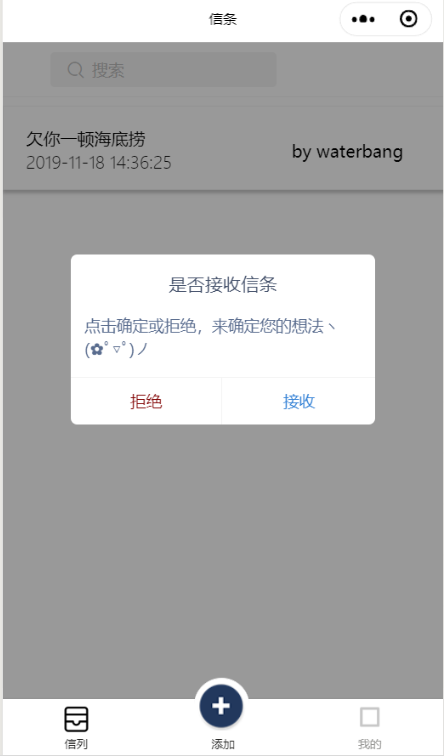 信条
搜索
欠你一顿海底捞
2019-11-18 14:36:25
by waterbang
是否接收信条
点击确定或拒绝，来确定您的想法ヽ
(✿ﾟ▽ﾟ)ノ
拒绝
接收
信列
添加
我的